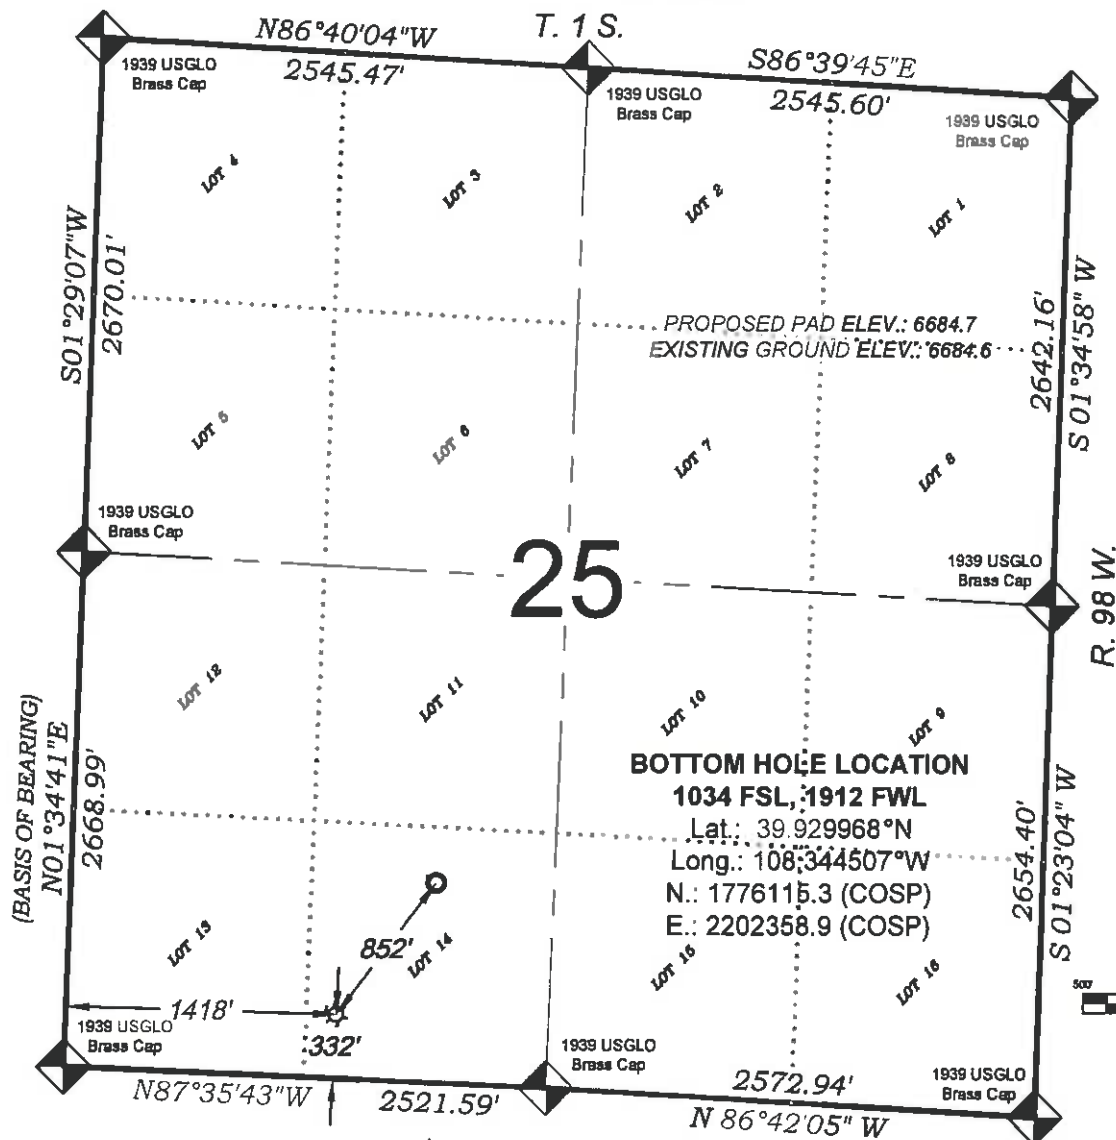 T. 1 S.
N86°40'04"W
2545.47'
S86°39'45"E
2545.60'
1939 USGLO
Brass Cap
1939 USGLO
Brass Cap
1939 USGLO
Brass Cap
LOT 4
LOT 3
LOT 2
LOT 1
S01°29'07"W
2670.01'
2642.16'
S 01°34'58" W
PROPOSED PAD ELEV.: 6684.7
EXISTING GROUND ELEV.: 6684.6
LOT 5
LOT 6
LOT 7
LOT 8
1939 USGLO
Brass Cap
25
1939 USGLO
Brass Cap
R. 98 W.
LOT 12
LOT 11
LOT 10
LOT 9
(BASIS OF BEARING)
N01°34'41"E
2668.99'
BOTTOM HOLE LOCATION
1034 FSL, 1912 FWL
Lat.: 39.929968°N
Long.: 108.344507°W
N.: 1776115.3 (COSP)
E.: 2202358.9 (COSP)
2654.40'
S 01°23'04" W
LOT 13
852'
LOT 14
LOT 15
LOT 16
500'
1418'
332'
1939 USGLO
Brass Cap
1939 USGLO
Brass Cap
1939 USGLO
Brass Cap
N87°35'43"W
2521.59'
2572.94'
N 86°42'05" W